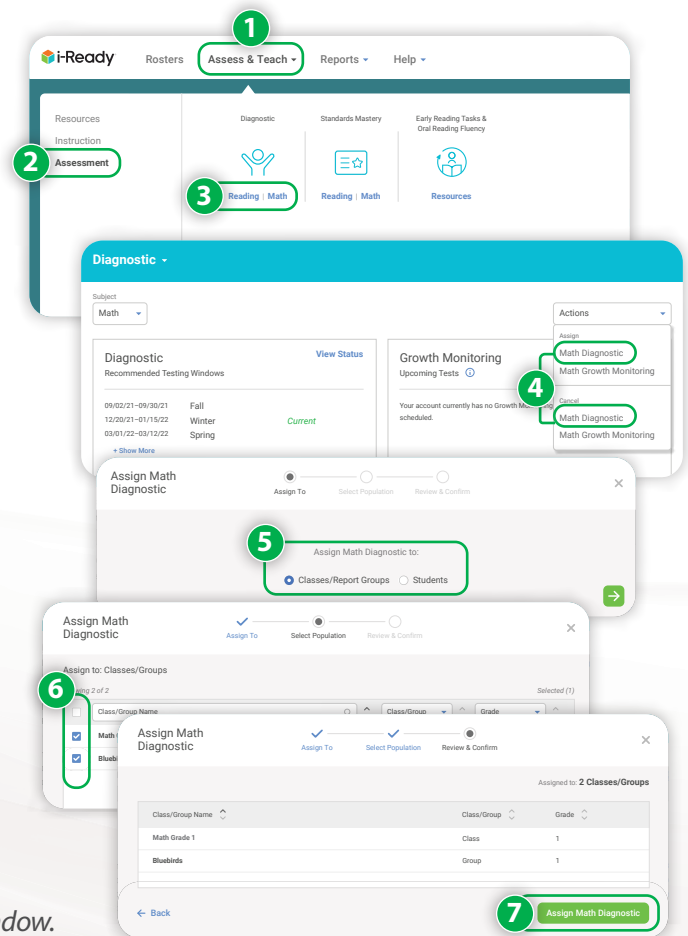 1
i-Ready Rosters Assess & Teach Reports Help
Resources
Instruction
2 Assessment
Diagnostic Standards Mastery Early Reading Tasks &
Oral Reading Fluency
3 Reading | Math Reading | Math Resources
Diagnostic
Subject
Math
Actions
Assign
Math Diagnostic
Math Growth Monitoring
4
Cancel
Math Diagnostic
Math Growth Monitoring
Diagnostic View Status
Recommended Testing Windows
09/02/21–09/30/21 Fall
12/20/21–01/15/22 Winter Current
03/01/22–03/12/22 Spring
+ Show More
Growth Monitoring
Upcoming Tests
Your account currently has no Growth
scheduled.
Assign Math
Diagnostic
Assign To Select Population Review & Confirm
5
Assign Math Diagnostic to:
Classes/Report Groups Students
Assign Math
Diagnostic
Assign To Select Population Review & Confirm
Assign to: Classes/Groups
6 2 of 2 Selected (1)
Class/Group Name Class/Group Grade
Math
Assign Math
Diagnostic
Assign To Select Population Review & Confirm
Assigned to: 2 Classes/Groups
Class/Group Name Class/Group Grade
Math Grade 1 Class 1
Bluebirds Group 1
Back
7 Assign Math Diagnostic